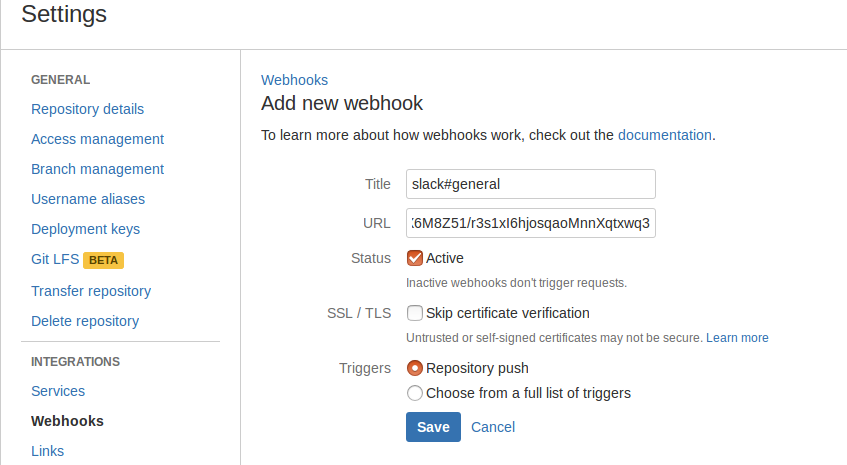 Settings
GENERAL
Repository details
Access management
Branch management
Username aliases
Deployment keys
Git LFS BETA
Transfer repository
Delete repository
INTEGRATIONS
Services
Webhooks
Links
Webhooks
Add new webhook
To learn more about how webhooks work, check out the documentation.
Title slack#general
URL 6M8Z51/r3s1xI6hjosqaoMnnXqtxwq3
Status Active
Inactive webhooks don't trigger requests.
SSL / TLS Skip certificate verification
Untrusted or self-signed certificates may not be secure. Learn more
Triggers Repository push
Choose from a full list of triggers
Save Cancel